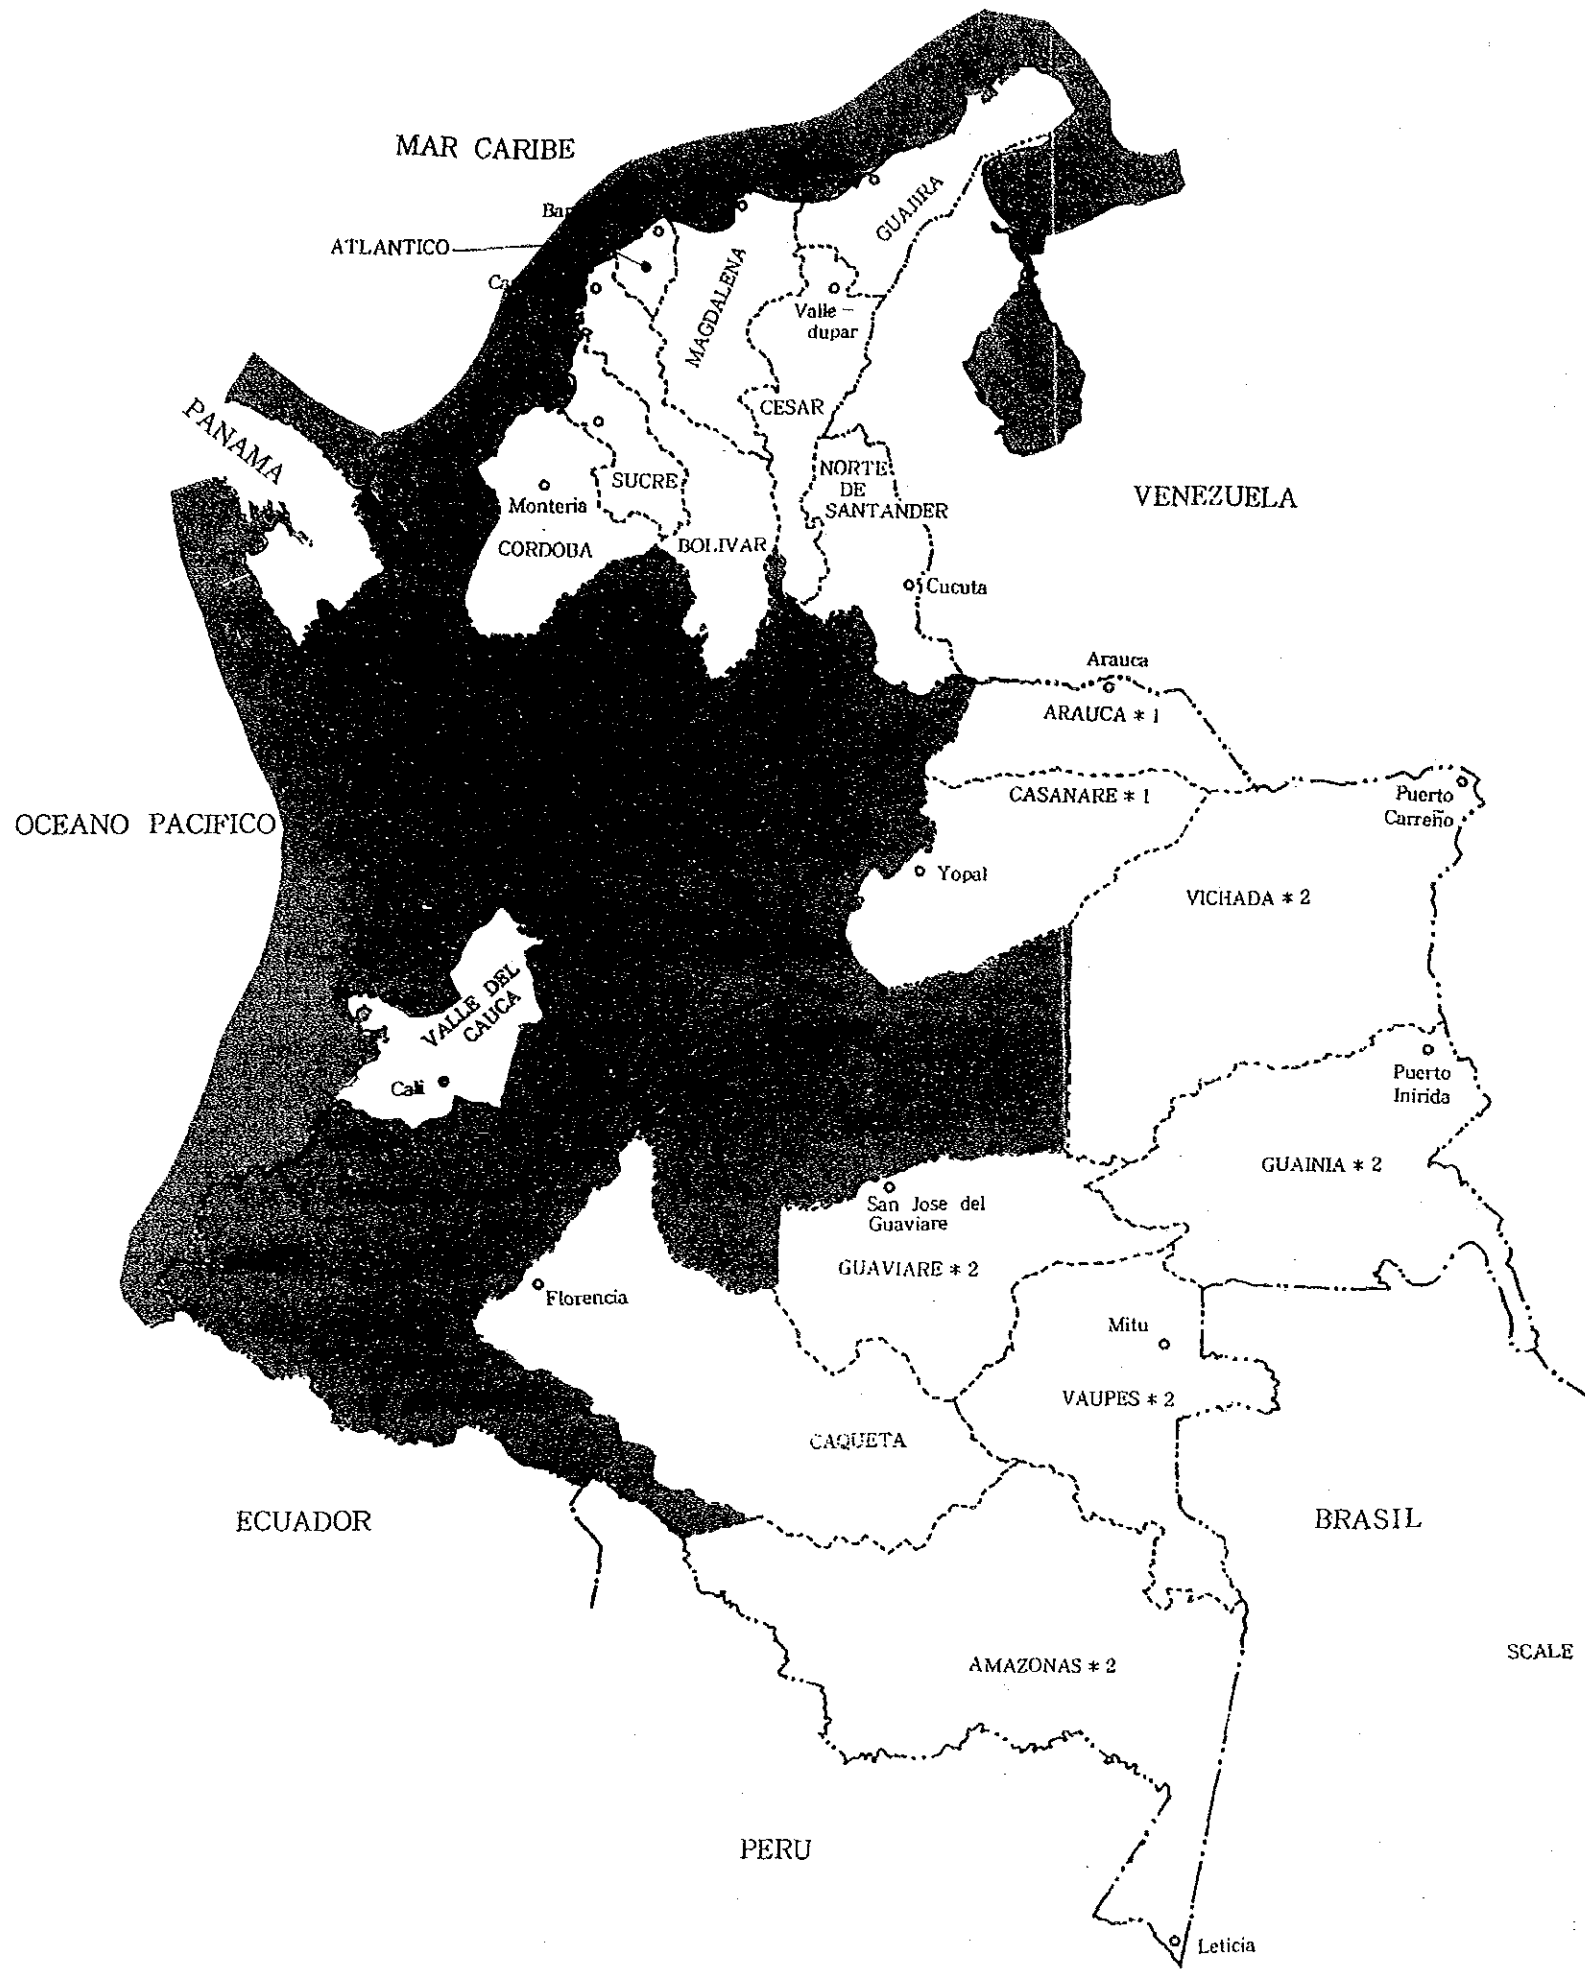 MAR CARIBE
GUAJIRA
Bar
ATLANTICO
MAGDALENA
Ca
Valle-
dupar
PANAMA
CESAR
NORTE
DE
SANTANDER
SUCRE
VENEZUELA
Monteria
CORDOBA
BOLIVAR
Cucuta
Arauca
ARAUCA * 1
CASANARE * 1
Puerto
Carreño
OCEANO PACIFICO
Yopal
VICHADA * 2
VALLE DEL
CAUCA
Cali
Puerto
Inirida
GUAINIA * 2
San Jose del
Guaviare
GUAVIARE * 2
Florencia
Mitu
VAUPES * 2
CAQUETA
ECUADOR
BRASIL
SCALE
AMAZONAS * 2
PERU
Leticia